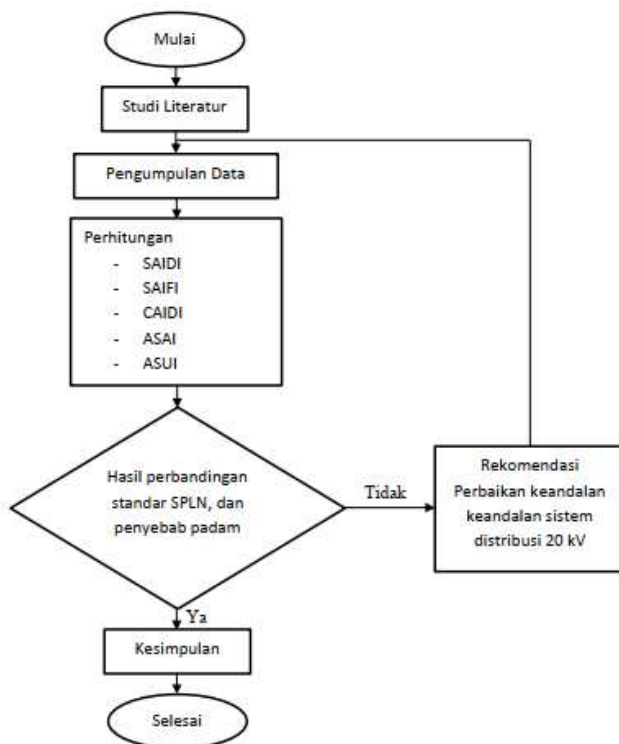 Mulai
Studi Literatur
Pengumpulan Data
Perhitungan
- SAIDI
- SAIFI
- CAIDI
- ASAI
- ASUI
Hasil perbandingan
standar SPLN, dan
penyebab padam
Tidak
Rekomendasi
Perbaikan keandalan
keandalan sistem
distribusi 20 kV
Ya
Kesimpulan
Selesai